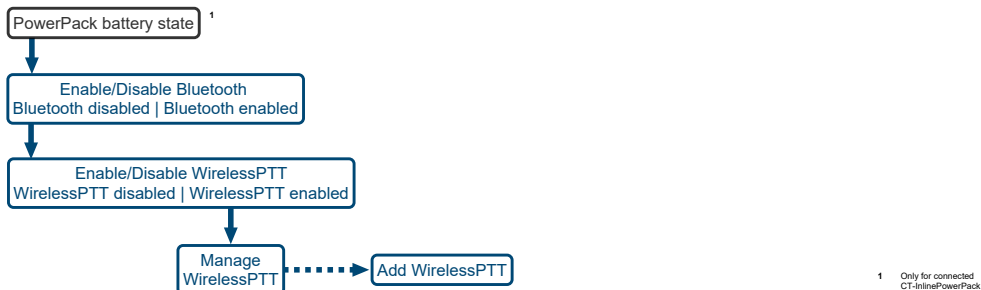 PowerPack battery state 1
Enable/Disable Bluetooth
Bluetooth disabled | Bluetooth enabled
Enable/Disable WirelessPTT
WirelessPTT disabled | WirelessPTT enabled
Manage
WirelessPTT
Add WirelessPTT
1 Only for connected
CT-InlinePowerPack